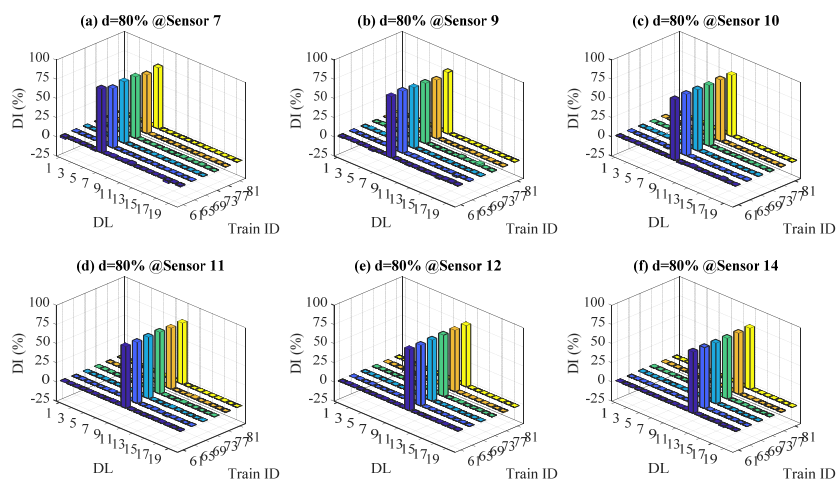 (a) d=80% @Sensor 7
(b) d=80% @Sensor 9
(c) d=80% @Sensor 10
DI (%)
100
75
50
25
0
-25
1 3 5 7 9 11 13 15 17 19
DL
61 65 69 73 77 81
Train ID
DI (%)
100
75
50
25
0
-25
1 3 5 7 9 11 13 15 17 19
DL
61 65 69 73 77 81
Train ID
DI (%)
100
75
50
25
0
-25
1 3 5 7 9 11 13 15 17 19
DL
61 65 69 73 77 81
Train ID
(d) d=80% @Sensor 11
(e) d=80% @Sensor 12
(f) d=80% @Sensor 14
DI (%)
100
75
50
25
0
-25
1 3 5 7 9 11 13 15 17 19
DL
61 65 69 73 77 81
Train ID
DI (%)
100
75
50
25
0
-25
1 3 5 7 9 11 13 15 17 19
DL
61 65 69 73 77 81
Train ID
DI (%)
100
75
50
25
0
-25
1 3 5 7 9 11 13 15 17 19
DL
61 65 69 73 77 81
Train ID